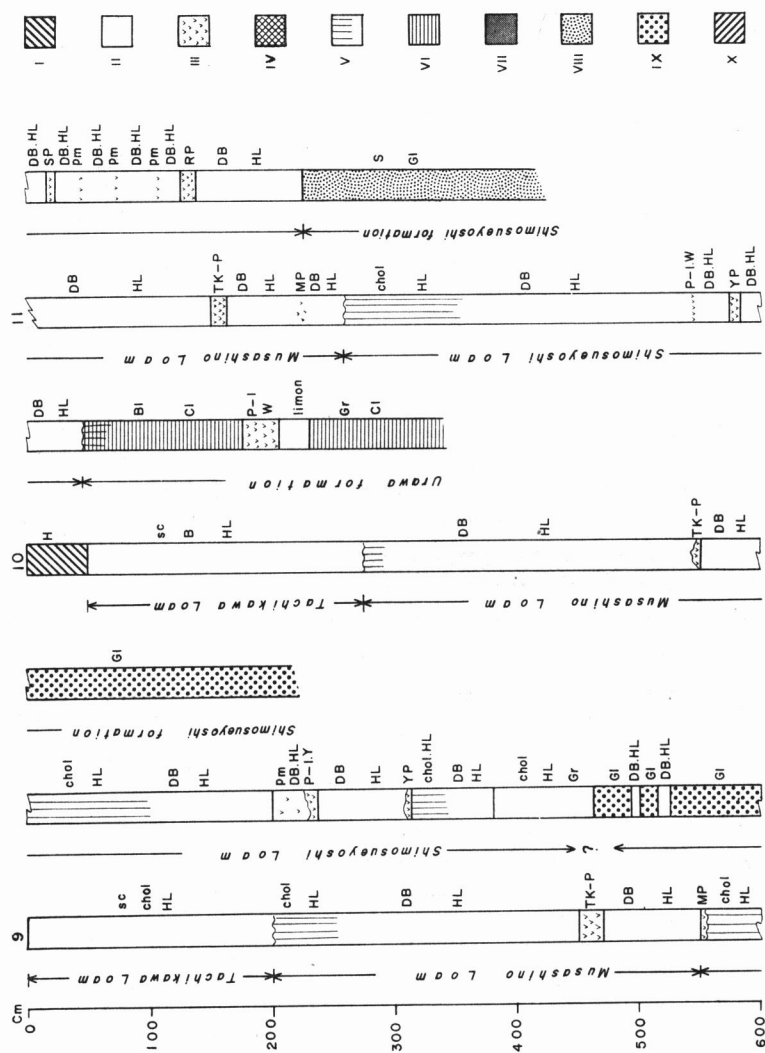 Cm
0
100
200
300
400
500
600
9
Tachikawa Loam
Musashino Loam
sc
chol
HL
chol
HL
DB
HL
TK-P
DB
HL
MP
chol
HL
Shimosueyoshi Loam
?
chol
HL
DB
HL
pm
DB.HL
P-I.Y
DB
HL
YP
chol.HL
DB
HL
chol
HL
Gr
Gl
DB.HL
Gl
DB.HL
Gl
Shimosueyoshi formation
Gl
10
Tachikawa Loam
Musashino Loam
H
sc
B
HL
DB
HL
TK-P
DB
HL
Urawa formation
DB
HL
Bl
Cl
P-I
W
limon
Gr
Cl
11
Musashino Loam
Shimosueyoshi Loam
DB
HL
TK-P
DB
HL
MP
DB
HL
chol
HL
DB
HL
P-I.W
DB.HL
YP
DB.HL
Shimosueyoshi formation
DB.HL
SP
DB.HL
Pm
DB.HL
Pm
DB.HL
Pm
DB.HL
RP
DB
HL
S
Gl
I
II
III
IV
V
VI
VII
VIII
IX
X